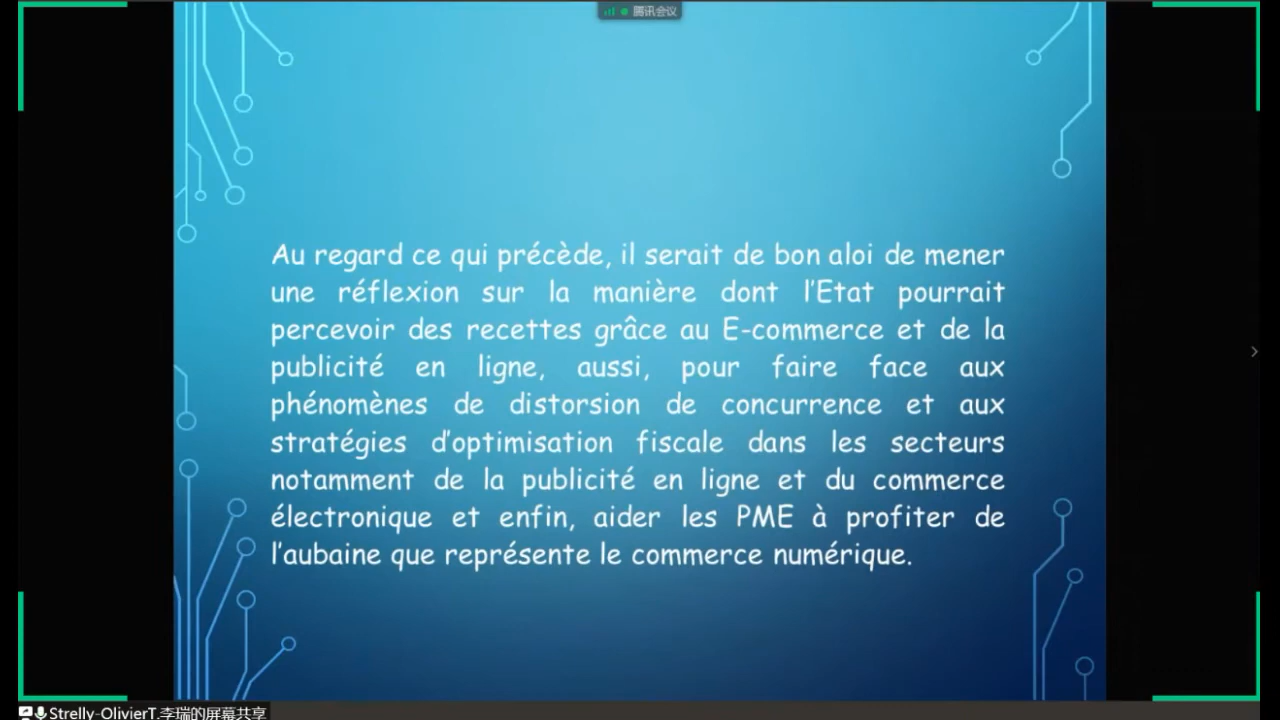 腾讯会议
Au regard ce qui précède, il serait de bon aloi de mener
une réflexion sur la manière dont l'Etat pourrait
percevoir des recettes grâce au E-commerce et de la
publicité en ligne, aussi, pour faire face aux
phénomènes de distorsion de concurrence et aux
stratégies d'optimisation fiscale dans les secteurs
notamment de la publicité en ligne et du commerce
électronique et enfin, aider les PME à profiter de
l'aubaine que représente le commerce numérique.
Strelly-OlivierT.李瑞的屏幕共享